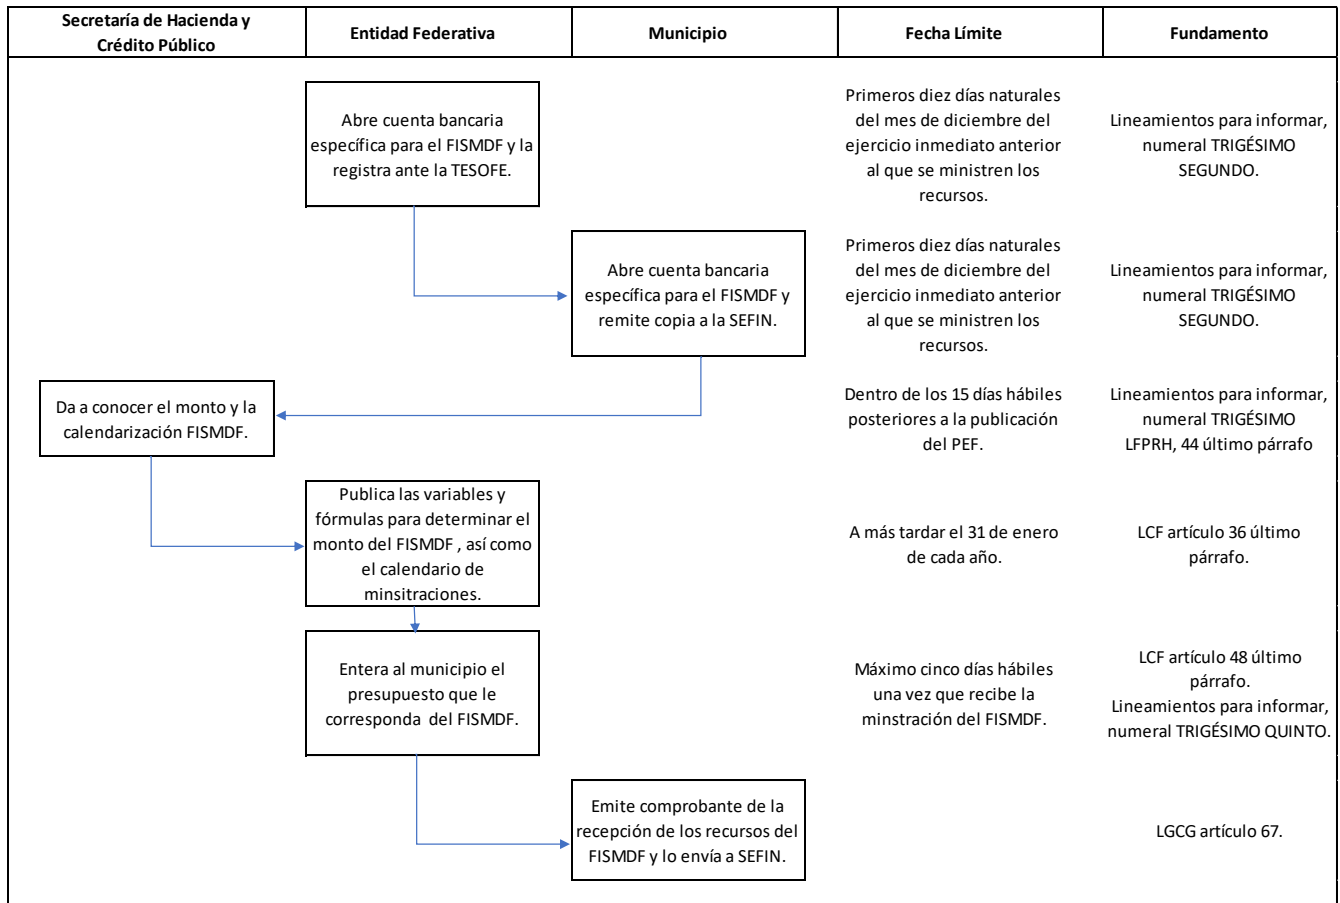 Secretaría de Hacienda y
Crédito Público
Entidad Federativa
Municipio
Fecha Límite
Fundamento
Abre cuenta bancaria
específica para el FISMDF y la
registra ante la TESOFE.
Primeros diez días naturales
del mes de diciembre del
ejercicio inmediato anterior
al que se ministren los
recursos.
Lineamientos para informar,
numeral TRIGÉSIMO
SEGUNDO.
Abre cuenta bancaria
específica para el FISMDF y
remite copia a la SEFIN.
Primeros diez días naturales
del mes de diciembre del
ejercicio inmediato anterior
al que se ministren los
recursos.
Lineamientos para informar,
numeral TRIGÉSIMO
SEGUNDO.
Da a conocer el monto y la
calendarización FISMDF.
Dentro de los 15 días hábiles
posteriores a la publicación
del PEF.
Lineamientos para informar,
numeral TRIGÉSIMO
LFPRH, 44 último párrafo
Publica las variables y
fórmulas para determinar el
monto del FISMDF , así como
el calendario de
minsitraciones.
A más tardar el 31 de enero
de cada año.
LCF artículo 36 último
párrafo.
Entera al municipio el
presupuesto que le
corresponda del FISMDF.
Máximo cinco días hábiles
una vez que recibe la
minstración del FISMDF.
LCF artículo 48 último
párrafo.
Lineamientos para informar,
numeral TRIGÉSIMO QUINTO.
Emite comprobante de la
recepción de los recursos del
FISMDF y lo envía a SEFIN.
LGCG artículo 67.